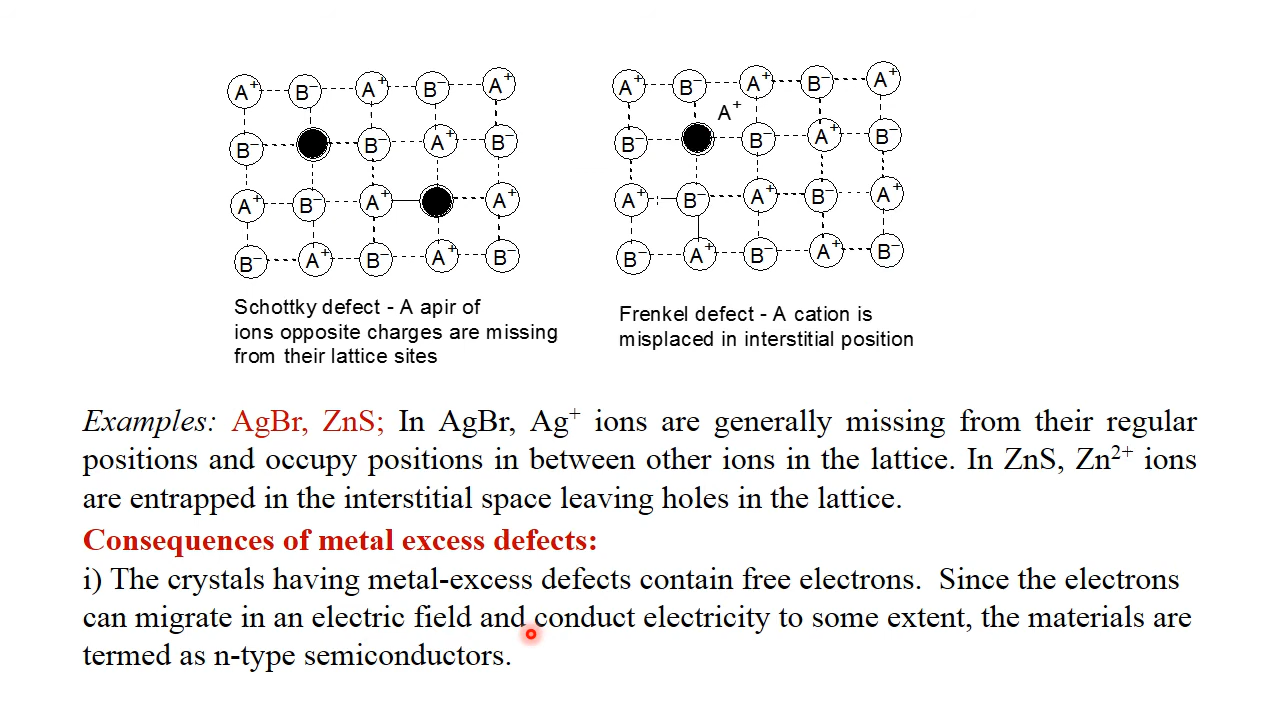 A⁺ B⁻ A⁺ B⁻ A⁺
B⁻ B⁻ A⁺ B⁻
A⁺ B⁻ A⁺ A⁺
B⁻ A⁺ B⁻ A⁺ B⁻
Schottky defect - A apir of
ions opposite charges are missing
from their lattice sites
A⁺ B⁻ A⁺ B⁻ A⁺
A⁺
B⁻ B⁻ A⁺ B⁻
A⁺ B⁻ A⁺ B⁻ A⁺
B⁻ A⁺ B⁻ A⁺ B⁻
Frenkel defect - A cation is
misplaced in interstitial position
Examples: AgBr, ZnS; In AgBr, Ag⁺ ions are generally missing from their regular
positions and occupy positions in between other ions in the lattice. In ZnS, Zn²⁺ ions
are entrapped in the interstitial space leaving holes in the lattice.
Consequences of metal excess defects:
i) The crystals having metal-excess defects contain free electrons. Since the electrons
can migrate in an electric field and conduct electricity to some extent, the materials are
termed as n-type semiconductors.